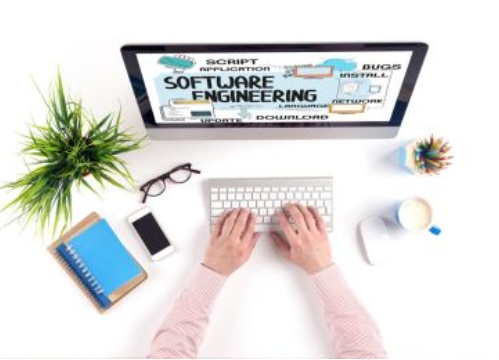 SCRIPT
APPLICATION
BUGS
INSTALL
SOFTWARE
ENGINEERING
LANGUAGE
NETWORK
UPDATE
DOWNLOAD